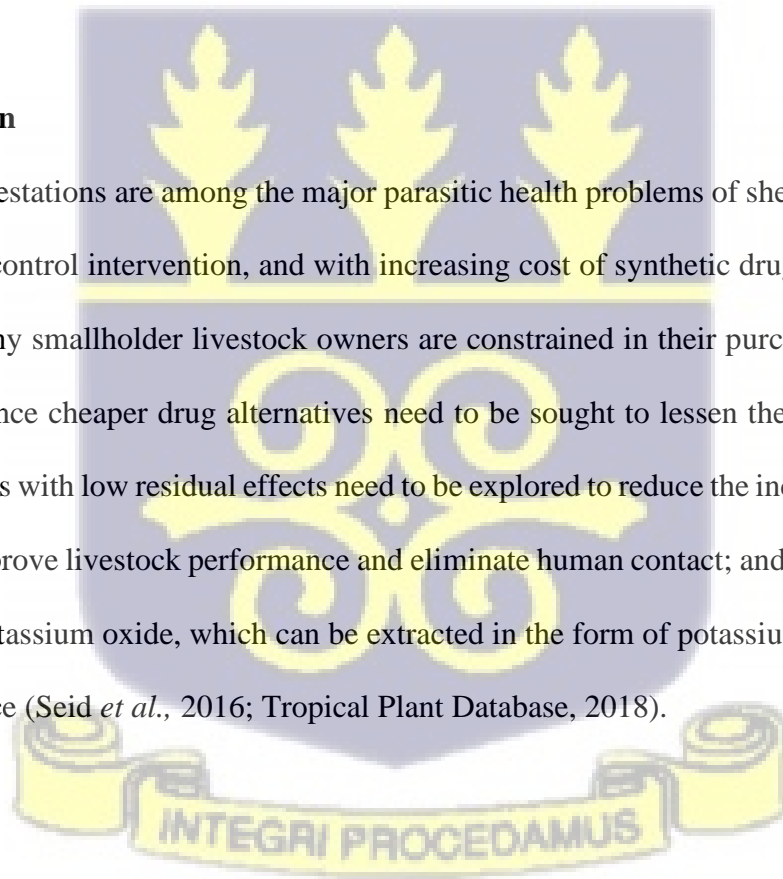 n
estations are among the major parasitic health problems of she
control intervention, and with increasing cost of synthetic dru
ny smallholder livestock owners are constrained in their purc
nce cheaper drug alternatives need to be sought to lessen the
s with low residual effects need to be explored to reduce the in
prove livestock performance and eliminate human contact; and
tassium oxide, which can be extracted in the form of potassiu
ce (Seid et al., 2016; Tropical Plant Database, 2018).
INTEGRI PROCEDAMUS